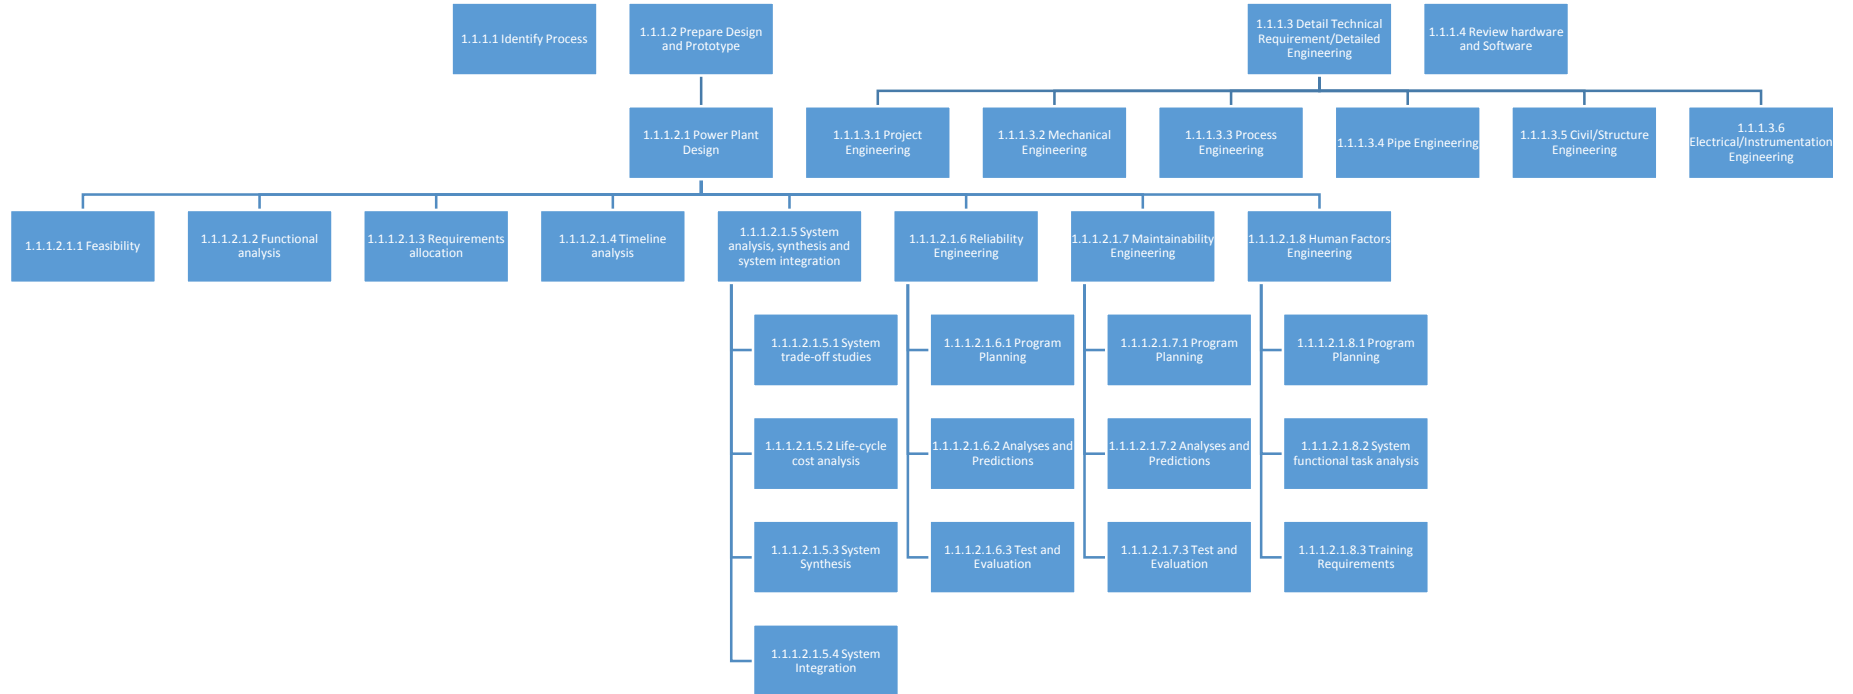 1.1.1.1 Identify Process
1.1.1.2 Prepare Design
and Prototype
1.1.1.3 Detail Technical
Requirement/Detailed
Engineering
1.1.1.4 Review hardware
and Software
1.1.1.2.1 Power Plant
Design
1.1.1.3.1 Project
Engineering
1.1.1.3.2 Mechanical
Engineering
1.1.1.3.3 Process
Engineering
1.1.1.3.4 Pipe Engineering
1.1.1.3.5 Civil/Structure
Engineering
1.1.1.3.6
Electrical/Instrumentation
Engineering
1.1.1.2.1.1 Feasibility
1.1.1.2.1.2 Functional
analysis
1.1.1.2.1.3 Requirements
allocation
1.1.1.2.1.4 Timeline
analysis
1.1.1.2.1.5 System
analysis, synthesis and
system integration
1.1.1.2.1.6 Reliability
Engineering
1.1.1.2.1.7 Maintainability
Engineering
1.1.1.2.1.8 Human Factors
Engineering
1.1.1.2.1.5.1 System
trade-off studies
1.1.1.2.1.6.1 Program
Planning
1.1.1.2.1.7.1 Program
Planning
1.1.1.2.1.8.1 Program
Planning
1.1.1.2.1.5.2 Life-cycle
cost analysis
1.1.1.2.1.6.2 Analyses and
Predictions
1.1.1.2.1.7.2 Analyses and
Predictions
1.1.1.2.1.8.2 System
functional task analysis
1.1.1.2.1.5.3 System
Synthesis
1.1.1.2.1.6.3 Test and
Evaluation
1.1.1.2.1.7.3 Test and
Evaluation
1.1.1.2.1.8.3 Training
Requirements
1.1.1.2.1.5.4 System
Integration